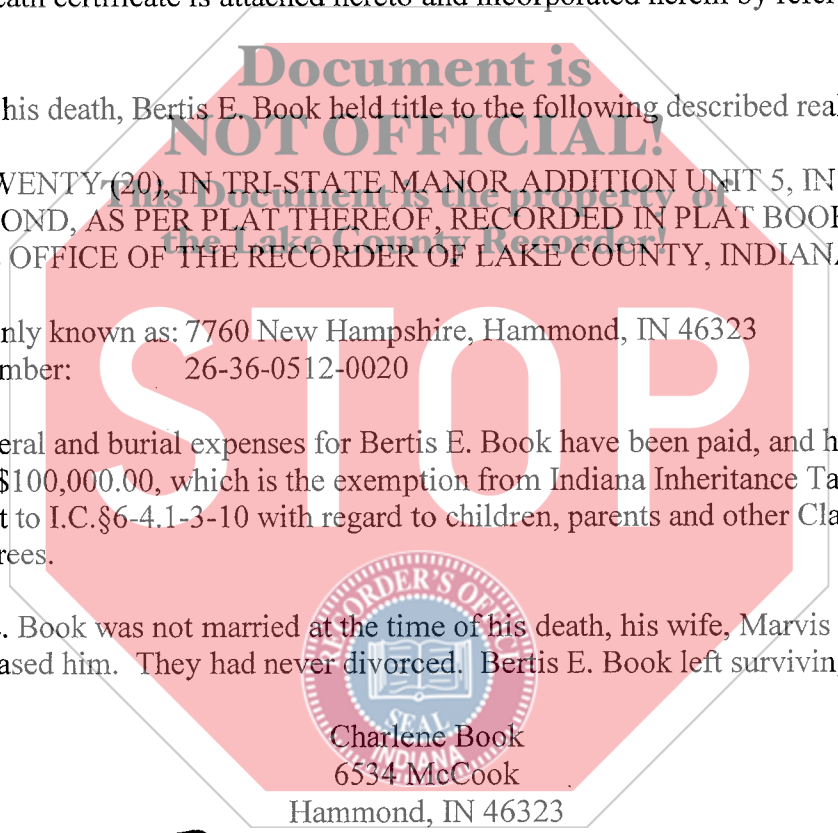 eath certificate is attached hereto and incorporated herein by refer
Document is
his death, Bertis E. Book held title to the following described real
NOT OFFICIAL!
WENTY (20), IN TRI-STATE MANOR ADDITION UNIT 5, IN
This Document is the property of
OND, AS PER PLAT THEREOF, RECORDED IN PLAT BOOK
the Lake County Recorder!
OFFICE OF THE RECORDER OF LAKE COUNTY, INDIANA
STOP
nly known as: 7760 New Hampshire, Hammond, IN 46323
mber: 26-36-0512-0020
eral and burial expenses for Bertis E. Book have been paid, and h
$100,000.00, which is the exemption from Indiana Inheritance Ta
t to I.C.§6-4.1-3-10 with regard to children, parents and other Cla
rees.
. Book was not married at the time of his death, his wife, Marvis
ased him. They had never divorced. Bertis E. Book left survivin
RECORDER'S OFFICE
SEAL
INDIANA
Charlene Book
6534 McCook
Hammond, IN 46323